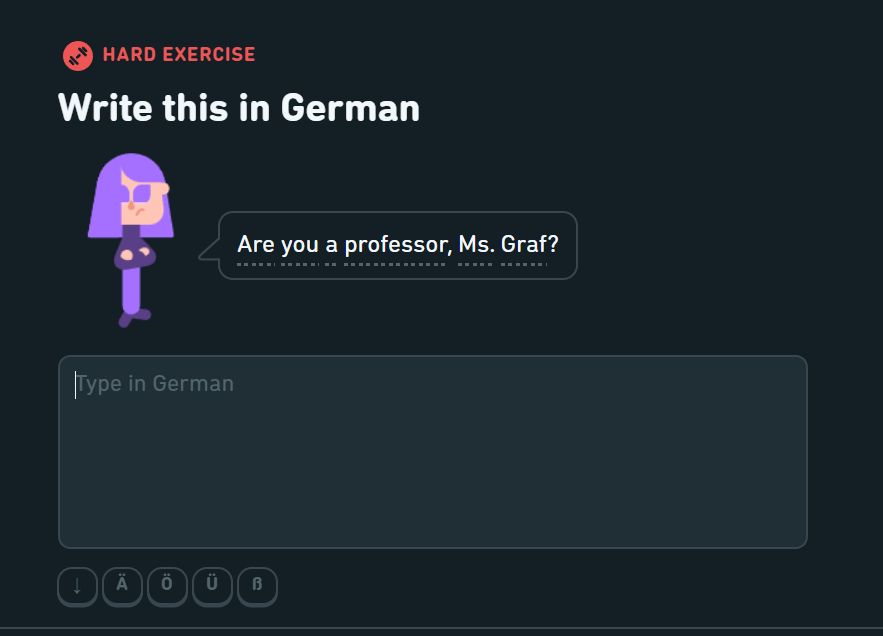 HARD EXERCISE
Write this in German
Are you a professor, Ms. Graf?
Type in German
↓ Ä Ö Ü ß